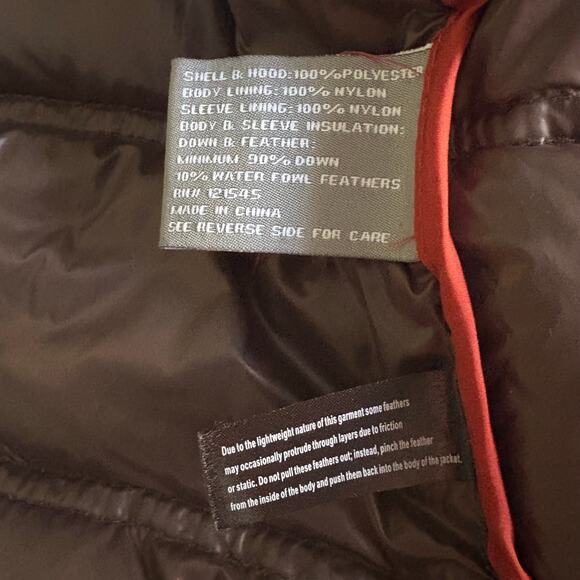 SHELL & HOOD:100%POLYESTER
BODY LINING:100% NYLON
SLEEVE LINING:100% NYLON
BODY & SLEEVE INSULATION:
DOWN & FEATHER:
MINIMUM 90% DOWN
10% WATER FOWL FEATHERS
RN# 121545
MADE IN CHINA
SEE REVERSE SIDE FOR CARE
Due to the lightweight nature of this garment some feathers
may occasionally protrude through layers due to friction
or static. Do not pull these feathers out; instead, pinch the feather
from the inside of the body and push them back into the body of the jacket.